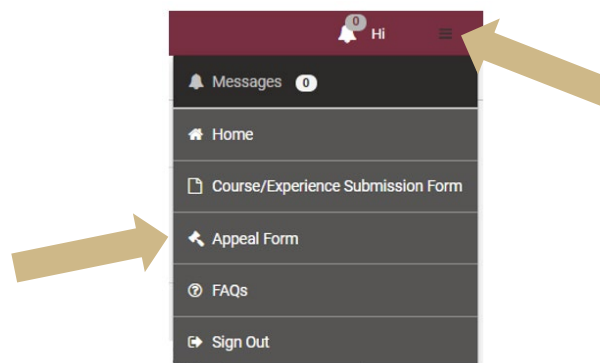 0
Hi
Messages 0
Home
Course/Experience Submission Form
Appeal Form
FAQs
Sign Out